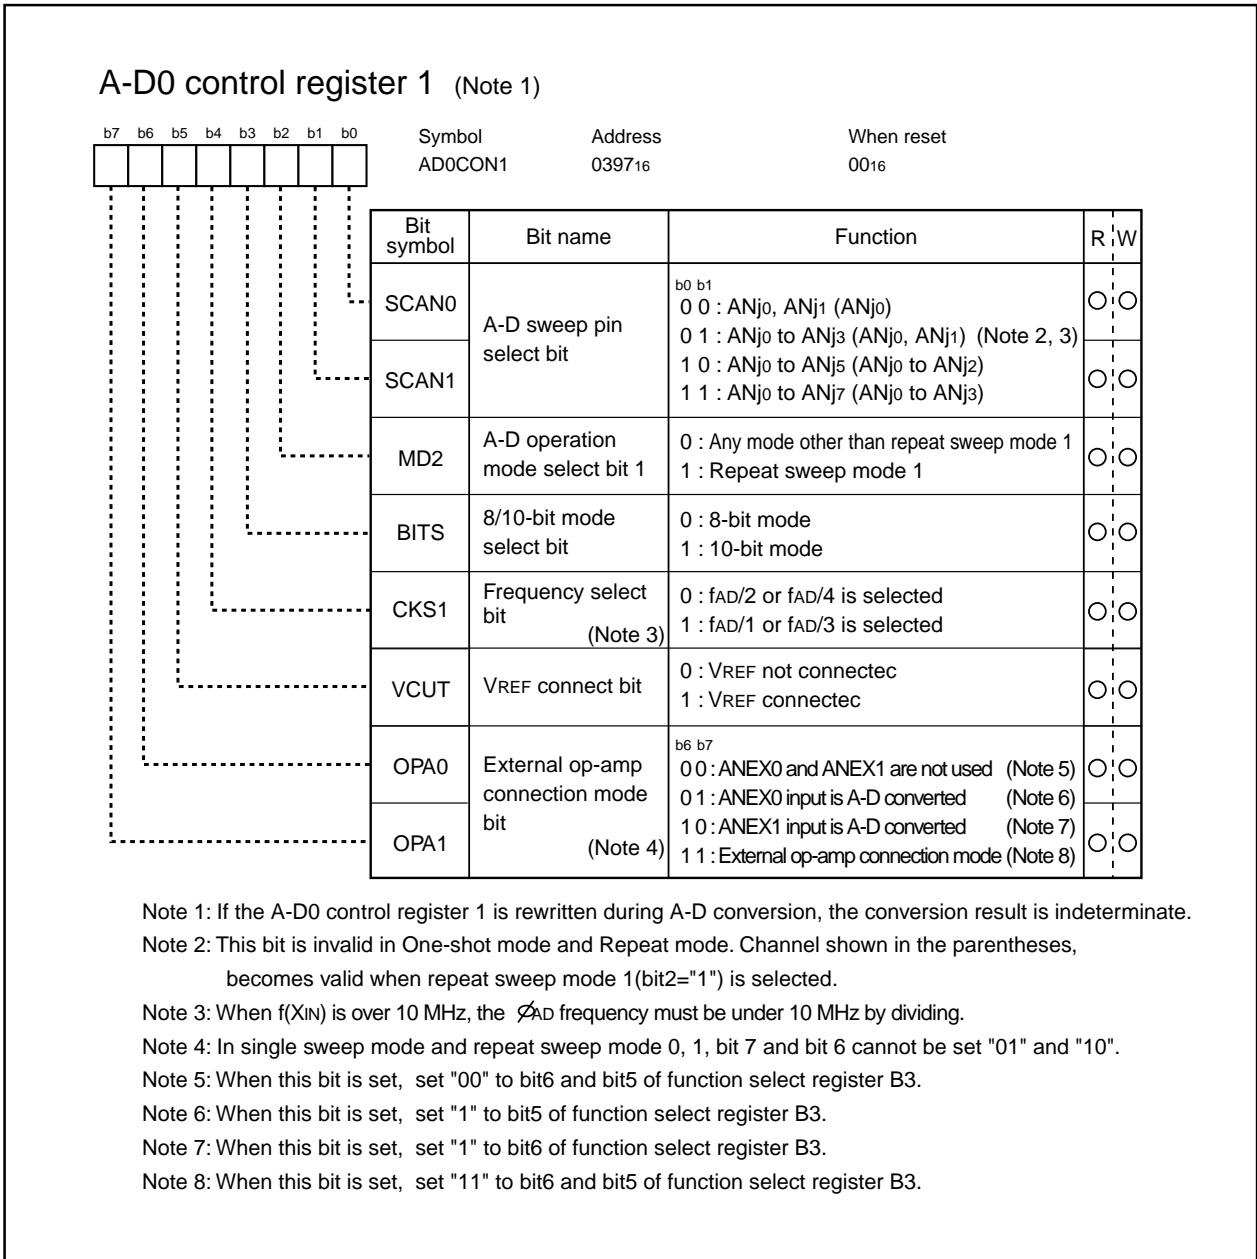 A-D0 control register 1 (Note 1)
b7 b6 b5 b4 b3 b2 b1 b0
Symbol Address When reset
AD0CON1 039716 0016
Bit symbol Bit name Function R W
SCAN0
SCAN1
A-D sweep pin
select bit
b0 b1
0 0 : ANj0, ANj1 (ANj0)
0 1 : ANj0 to ANj3 (ANj0, ANj1) (Note 2, 3)
1 0 : ANj0 to ANj5 (ANj0 to ANj2)
1 1 : ANj0 to ANj7 (ANj0 to ANj3)
MD2
A-D operation
mode select bit 1
0 : Any mode other than repeat sweep mode 1
1 : Repeat sweep mode 1
BITS
8/10-bit mode
select bit
0 : 8-bit mode
1 : 10-bit mode
CKS1
Frequency select
bit
(Note 3)
0 : fAD/2 or fAD/4 is selected
1 : fAD/1 or fAD/3 is selected
VCUT
VREF connect bit
0 : VREF not connectec
1 : VREF connectec
OPA0
OPA1
External op-amp
connection mode
bit
(Note 4)
b6 b7
0 0 : ANEX0 and ANEX1 are not used (Note 5)
0 1 : ANEX0 input is A-D converted (Note 6)
1 0 : ANEX1 input is A-D converted (Note 7)
1 1 : External op-amp connection mode (Note 8)
Note 1: If the A-D0 control register 1 is rewritten during A-D conversion, the conversion result is indeterminate.
Note 2: This bit is invalid in One-shot mode and Repeat mode. Channel shown in the parentheses,
becomes valid when repeat sweep mode 1(bit2="1") is selected.
Note 3: When f(XIN) is over 10 MHz, the ØAD frequency must be under 10 MHz by dividing.
Note 4: In single sweep mode and repeat sweep mode 0, 1, bit 7 and bit 6 cannot be set "01" and "10".
Note 5: When this bit is set, set "00" to bit6 and bit5 of function select register B3.
Note 6: When this bit is set, set "1" to bit5 of function select register B3.
Note 7: When this bit is set, set "1" to bit6 of function select register B3.
Note 8: When this bit is set, set "11" to bit6 and bit5 of function select register B3.